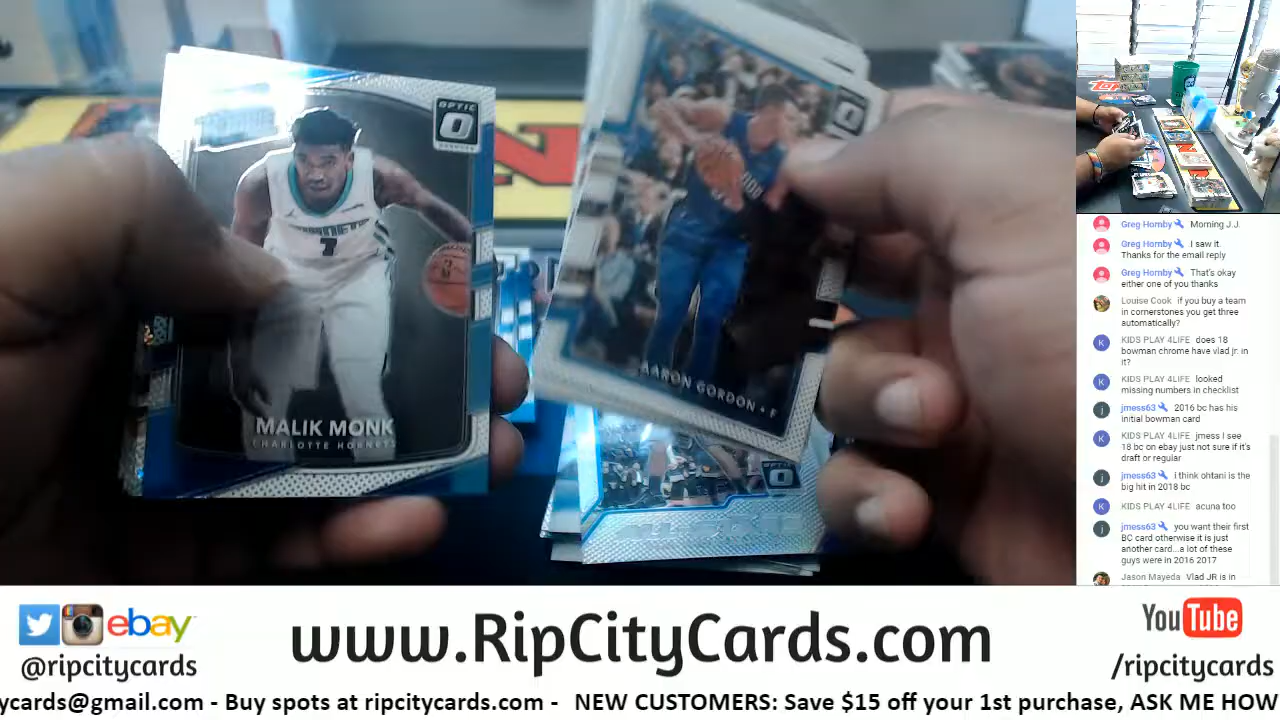 OPTIC
HORNETS
1
MALIK MONK
CHARLOTTE HORNETS
AARON GORDON • F
OPTIC
Greg Hornby Morning J.J.
Greg Hornby I saw it.
Thanks for the email reply
Greg Hornby That's okay
either one of you thanks
Louise Cook if you buy a team
in cornerstones you get three
automatically?
K KIDS PLAY 4LIFE does 18
bowman chrome have vlad jr. in
it?
K KIDS PLAY 4LIFE looked
missing numbers in checklist
j jmess63 2016 bc has his
initial bowman card
K KIDS PLAY 4LIFE jmess I see
18 bc on ebay just not sure if it's
draft or regular
j jmess63 i think ohtani is the
big hit in 2018 bc
K KIDS PLAY 4LIFE acuna too
j jmess63 you want their first
BC card otherwise it is just
another card...a lot of these
guys were in 2016 2017
Jason Mayeda Vlad JR is in
ebay
@ripcitycards
www.RipCityCards.com
YouTube
/ripcitycards
ycards@gmail.com - Buy spots at ripcitycards.com - NEW CUSTOMERS: Save $15 off your 1st purchase, ASK ME HOW